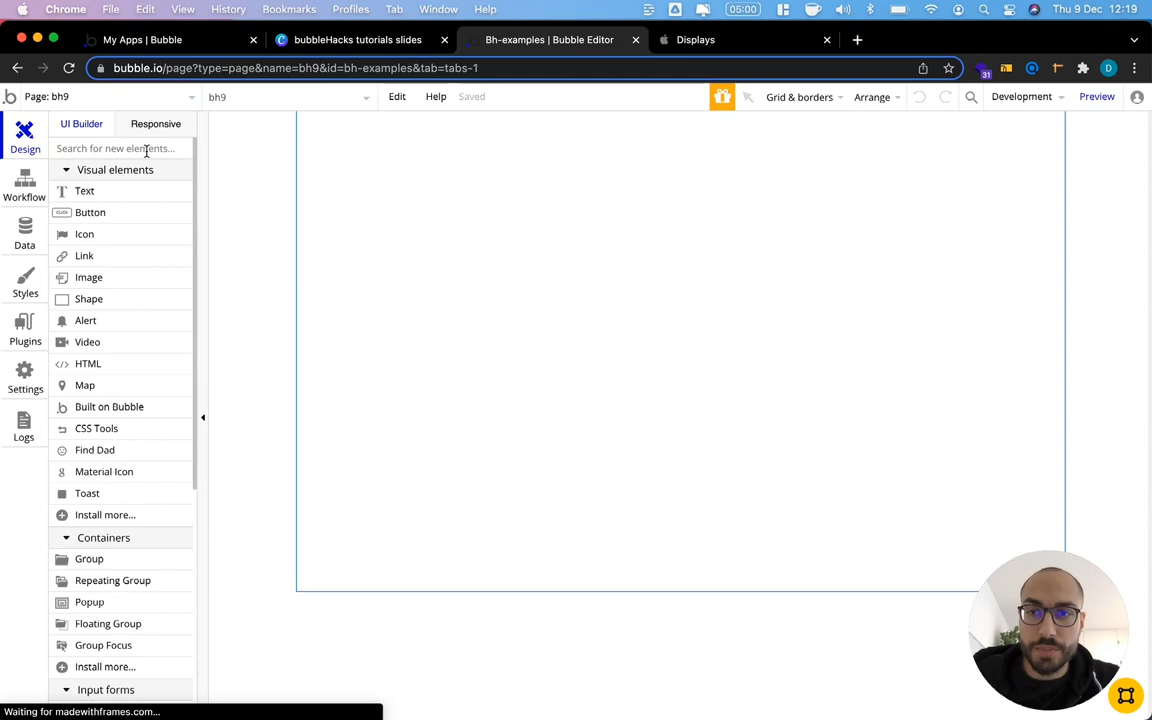 Chrome File Edit View History Bookmarks Profiles Tab Window Help 05:00 Thu 9 Dec 12:19
My Apps | Bubble bubbleHacks tutorials slides Bh-examples | Bubble Editor Displays
bubble.io/page?type=page&name=bh9&id=bh-examples&tab=tabs-1 31 D
Page: bh9 bh9 Edit Help Saved Grid & borders Arrange Development Preview
UI Builder Responsive
Design
Search for new elements...
Visual elements
Text
Workflow
Button
Icon
Data
Link
Image
Styles
Shape
Alert
Plugins
Video
HTML
Settings
Map
Built on Bubble
Logs
CSS Tools
Find Dad
Material Icon
Toast
Install more...
Containers
Group
Repeating Group
Popup
Floating Group
Group Focus
Install more...
Input forms
Waiting for madewithframes.com...